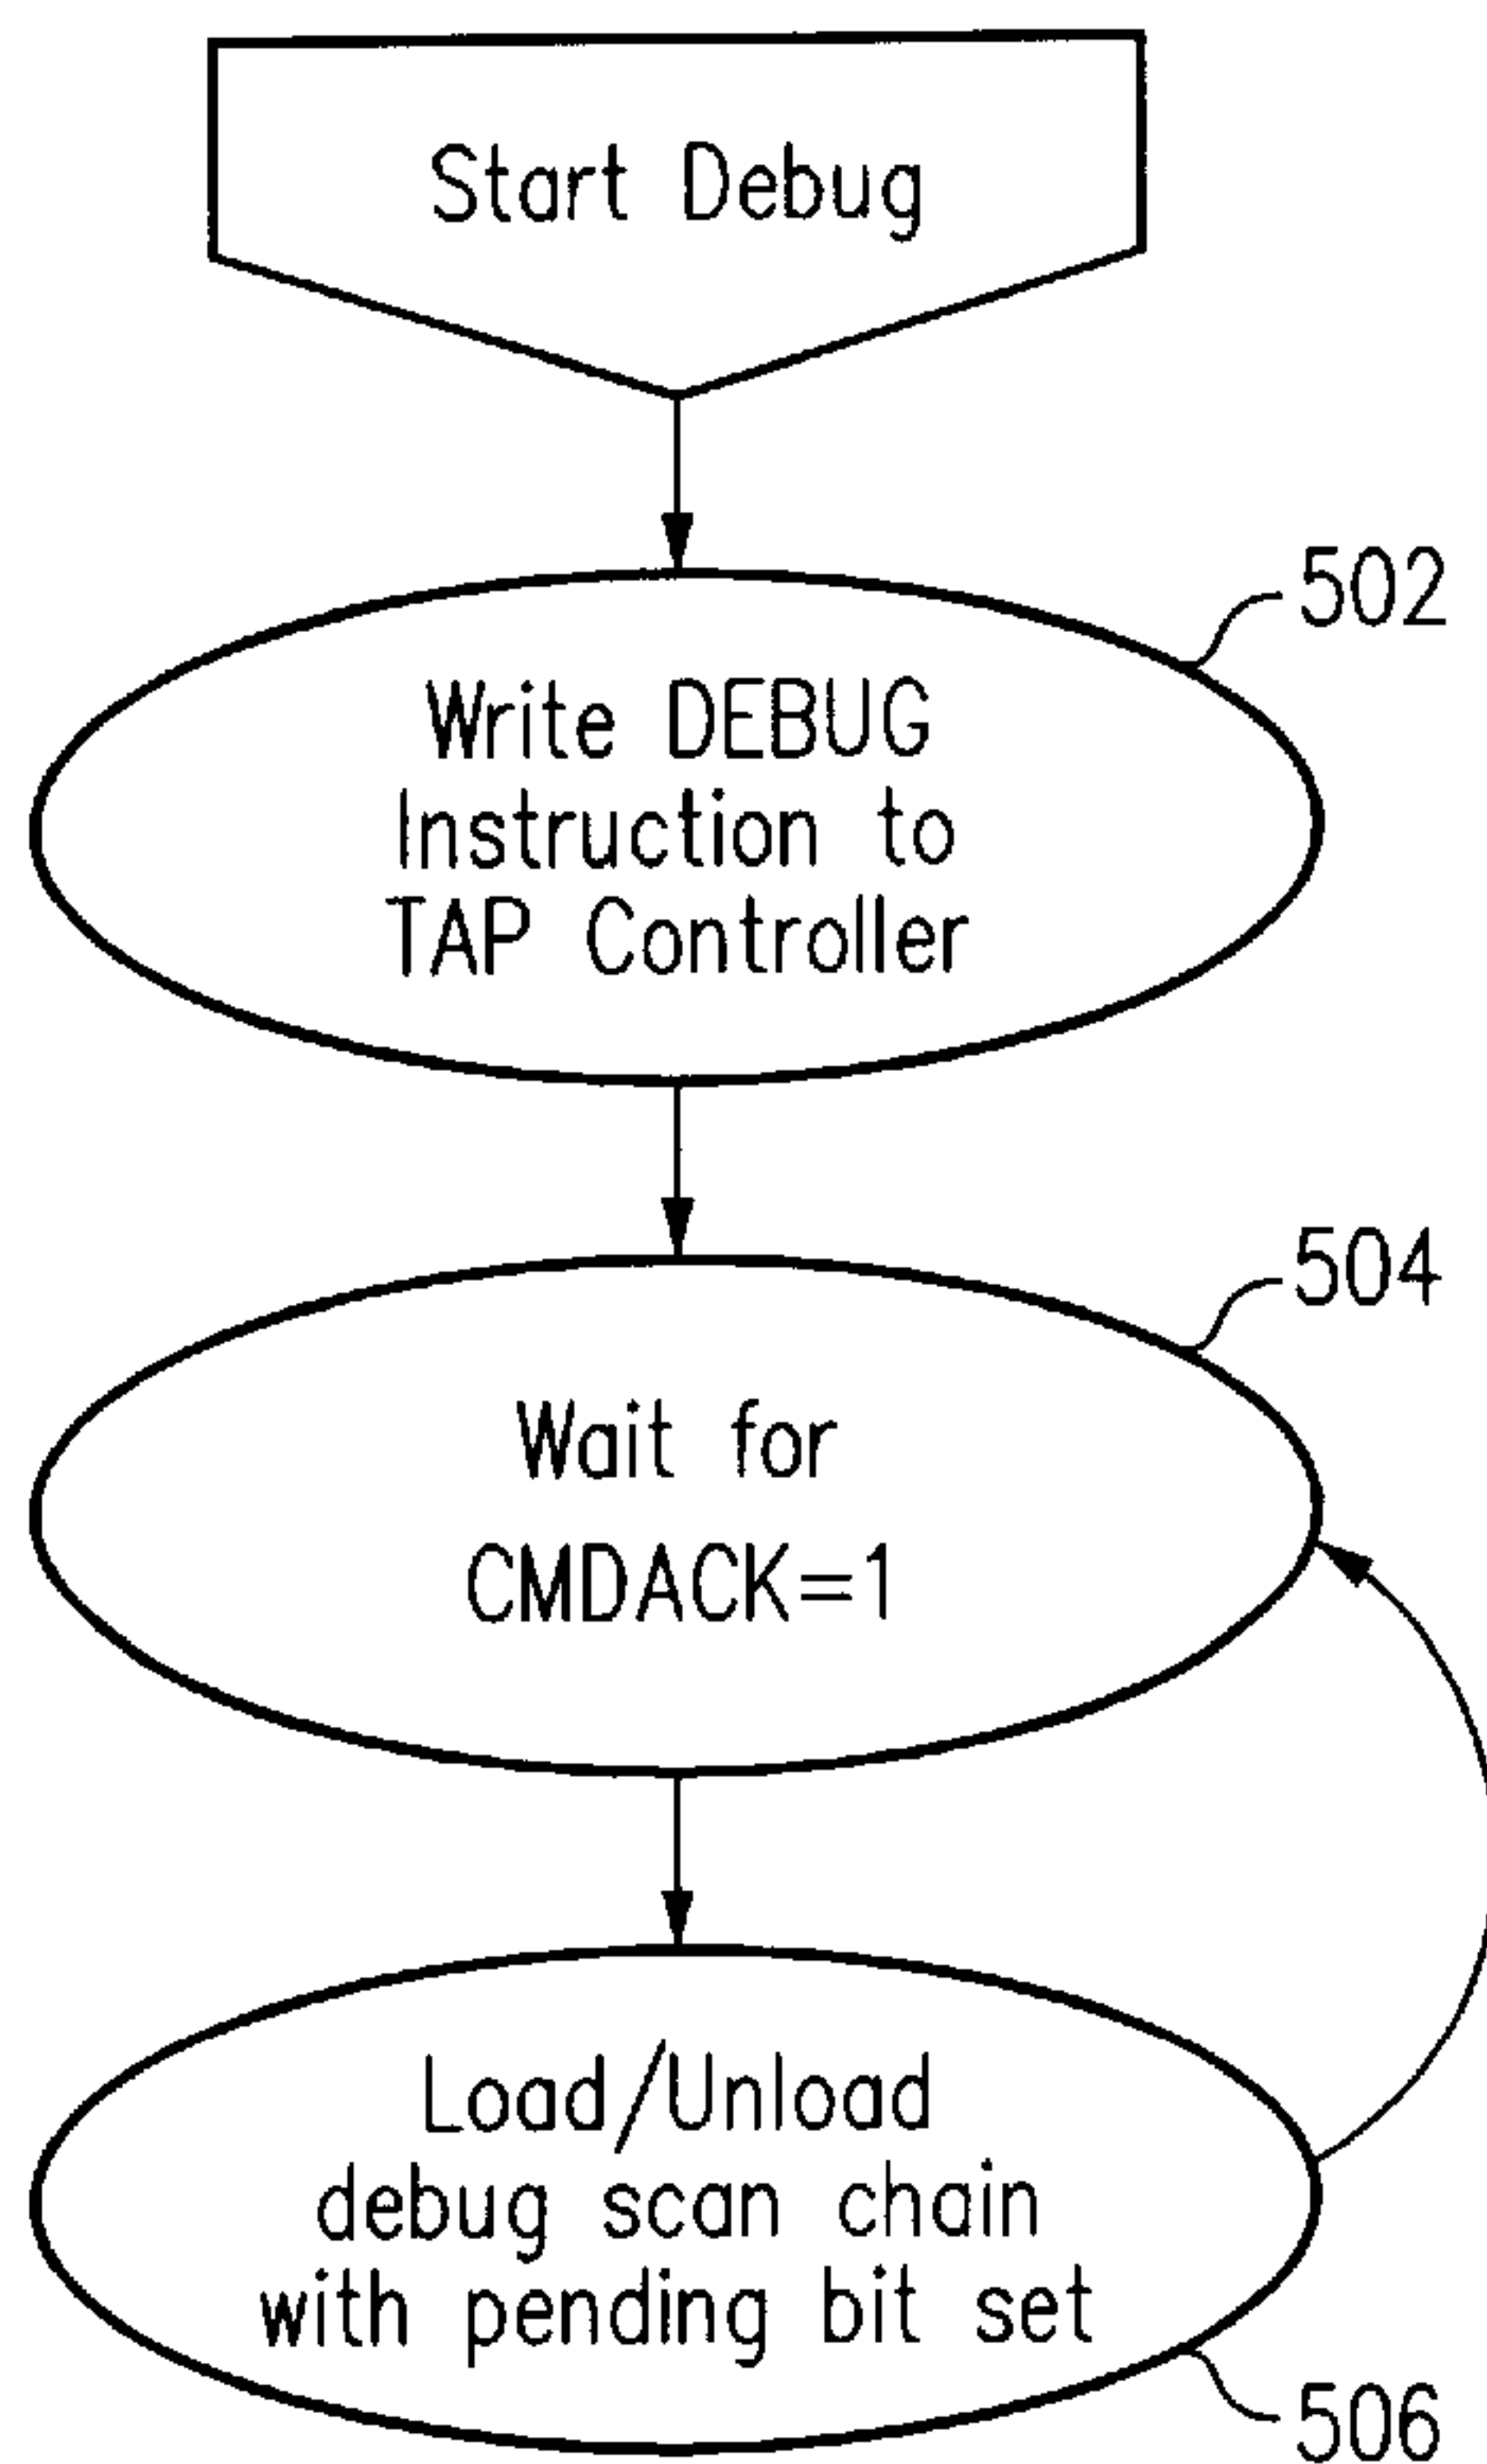 Start Debug
502
Write DEBUG
Instruction to
TAP Controller
504
Wait for
CMDACK=1
Load/Unload
debug scan chain
with pending bit set
506